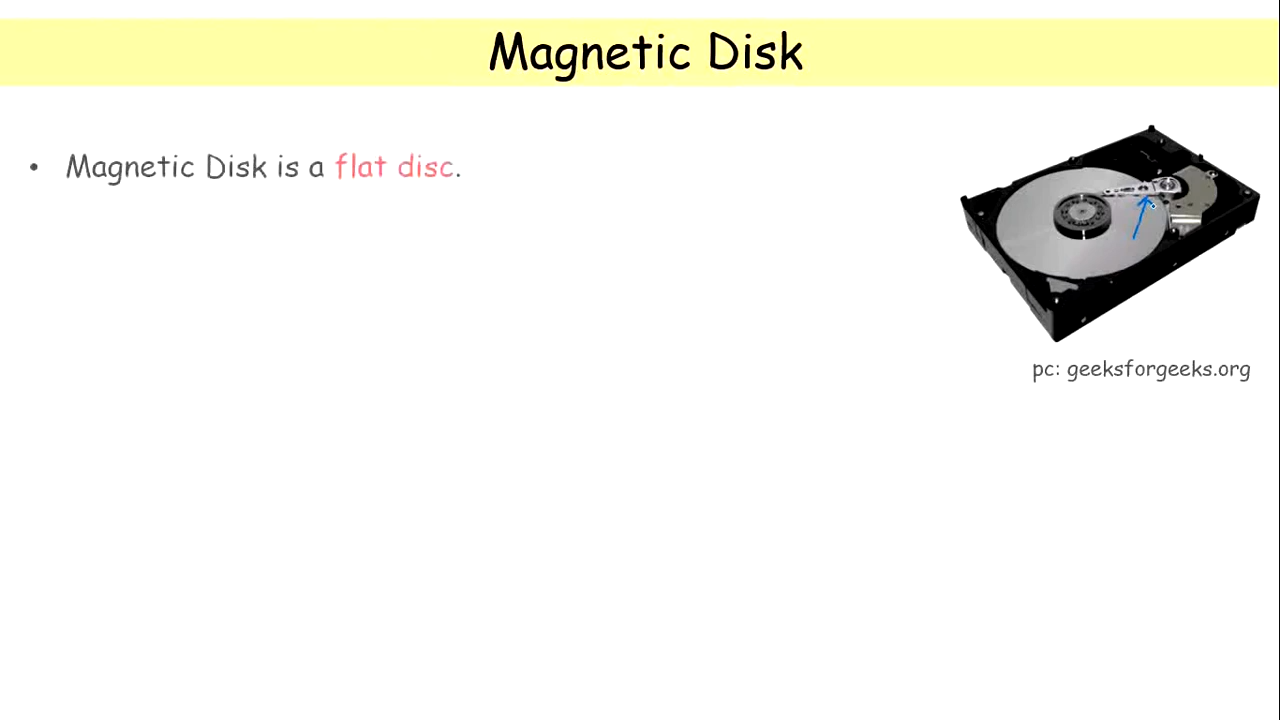 Magnetic Disk
• Magnetic Disk is a flat disc.
pc: geeksforgeeks.org